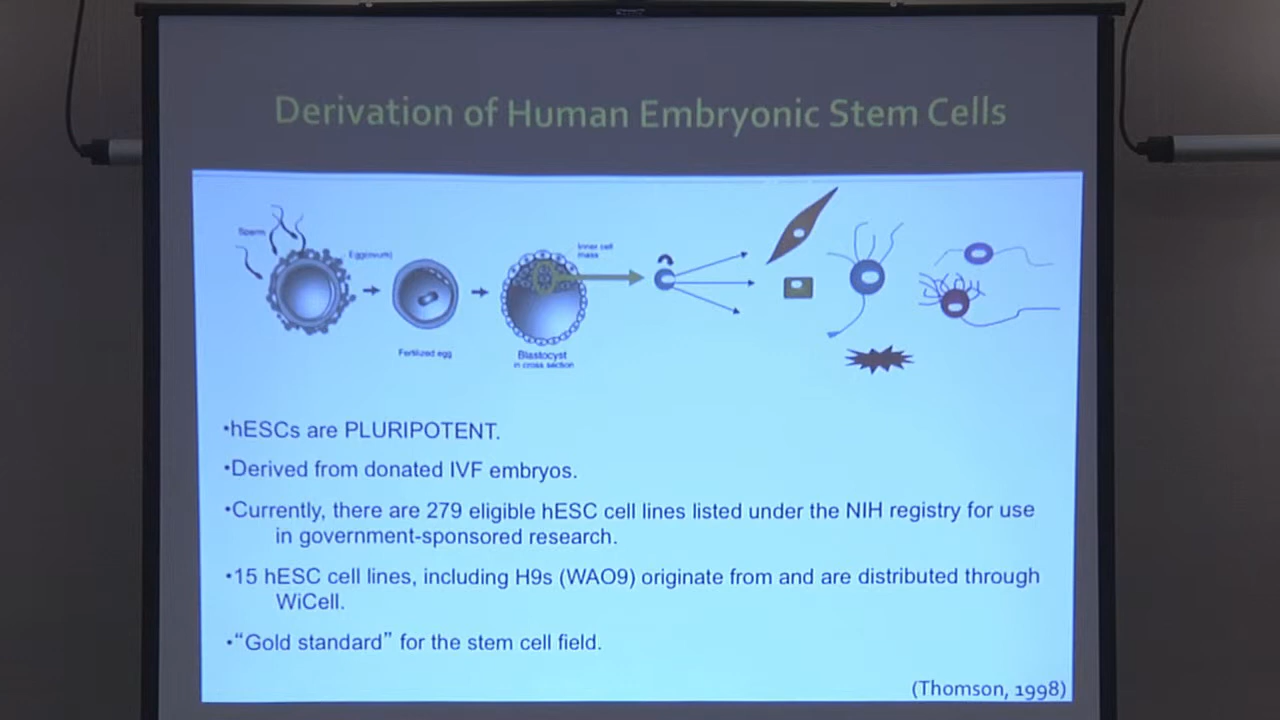 Derivation of Human Embryonic Stem Cells
Sperm
Egg(ovum)
Inner cell
mass
Fertilized egg
Blastocyst
in cross section
•hESCs are PLURIPOTENT.
•Derived from donated IVF embryos.
•Currently, there are 279 eligible hESC cell lines listed under the NIH registry for use
in government-sponsored research.
•15 hESC cell lines, including H9s (WAO9) originate from and are distributed through
WiCell.
•“Gold standard” for the stem cell field.
(Thomson, 1998)